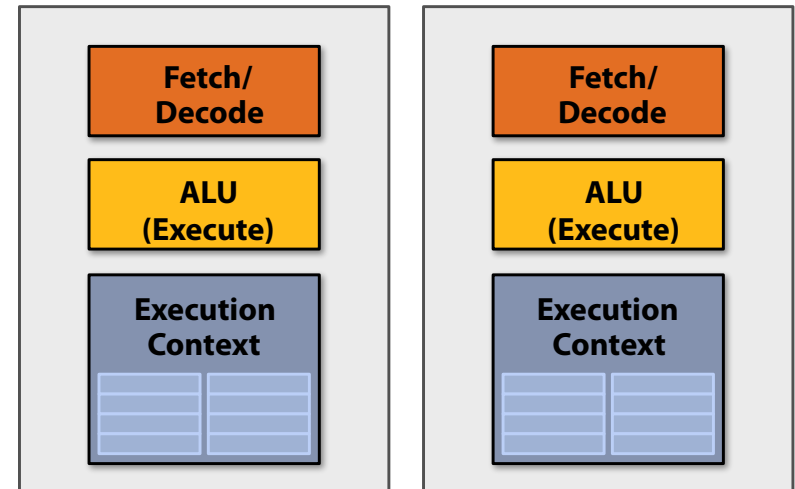 Fetch/
Decode
ALU
(Execute)
Execution
Context
Fetch/
Decode
ALU
(Execute)
Execution
Context